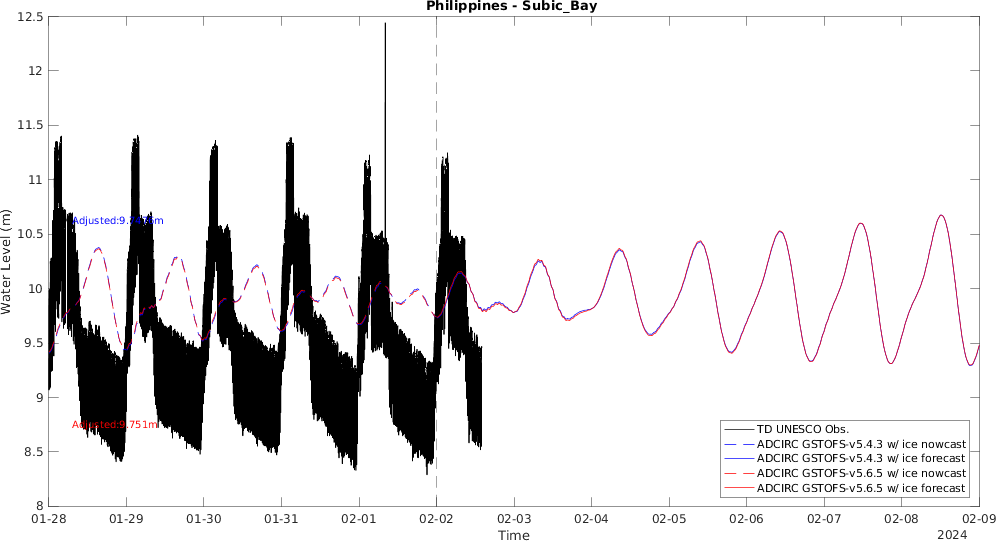 Philippines - Subic_Bay
12.5
12
11.5
11
10.5
10
9.5
9
8.5
8
Water Level (m)
Adjusted:9.751m
01-28
01-29
01-30
01-31
02-01
02-02
02-03
02-04
02-05
02-06
02-07
02-08
02-09
Time
2024
TD UNESCO Obs.
ADCIRC GSTOFS-v5.4.3 w/ ice nowcast
ADCIRC GSTOFS-v5.4.3 w/ ice forecast
ADCIRC GSTOFS-v5.6.5 w/ ice nowcast
ADCIRC GSTOFS-v5.6.5 w/ ice forecast